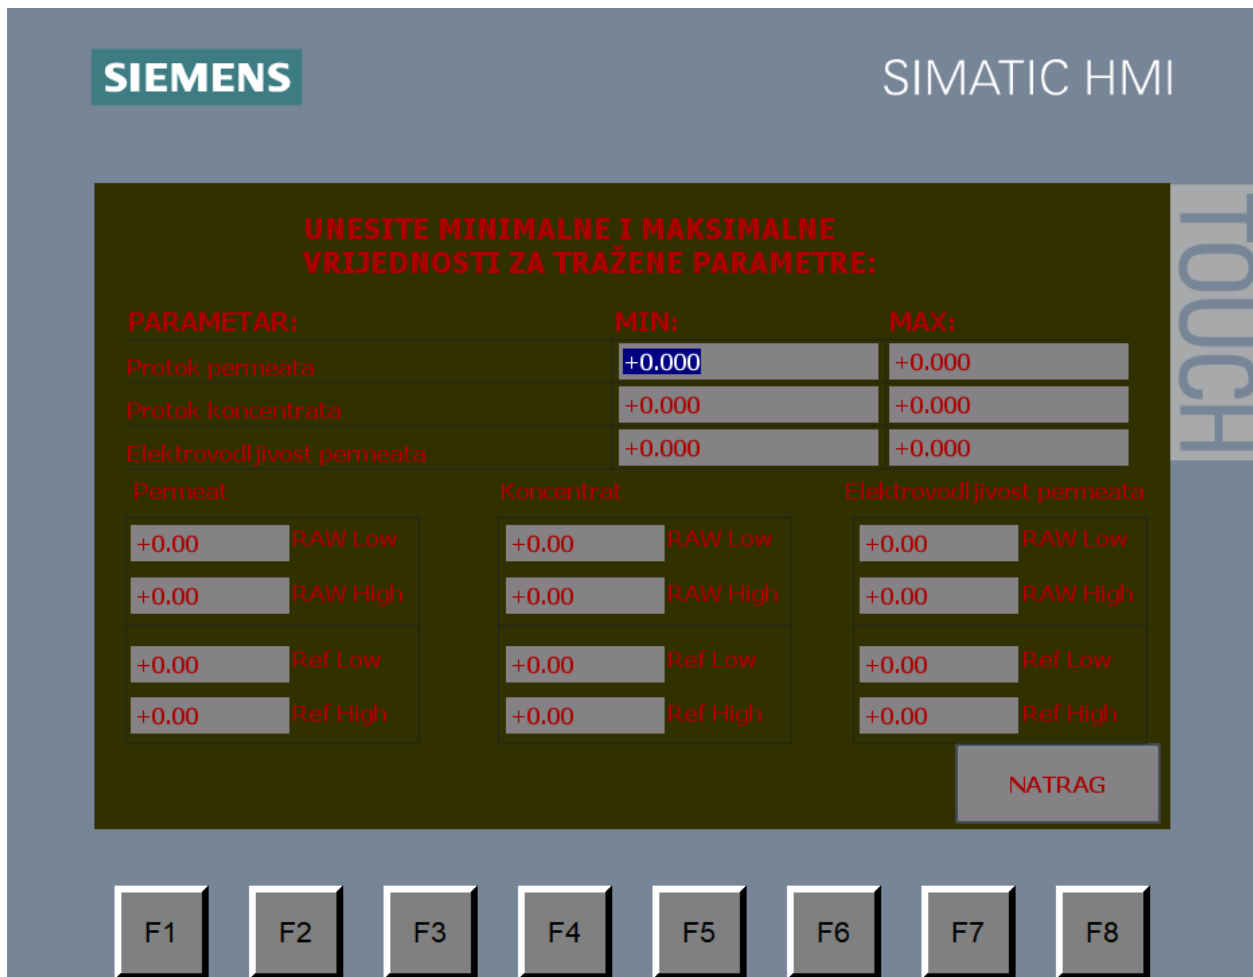 SIEMENS
SIMATIC HMI
TOUCH
UNESITE MINIMALNE I MAKSIMALNE
VRIJEDNOSTI ZA TRAŽENE PARAMETRE:
PARAMETAR: MIN: MAX:
Protok permeata +0.000 +0.000
Protok koncentrata +0.000 +0.000
Elektrovodljivost permeata +0.000 +0.000
Permeat Koncentrat Elektrovodljivost permeata
+0.00 RAW Low +0.00 RAW Low +0.00 RAW Low
+0.00 RAW High +0.00 RAW High +0.00 RAW High
+0.00 Ref Low +0.00 Ref Low +0.00 Ref Low
+0.00 Ref High +0.00 Ref High +0.00 Ref High
NATRAG
F1 F2 F3 F4 F5 F6 F7 F8